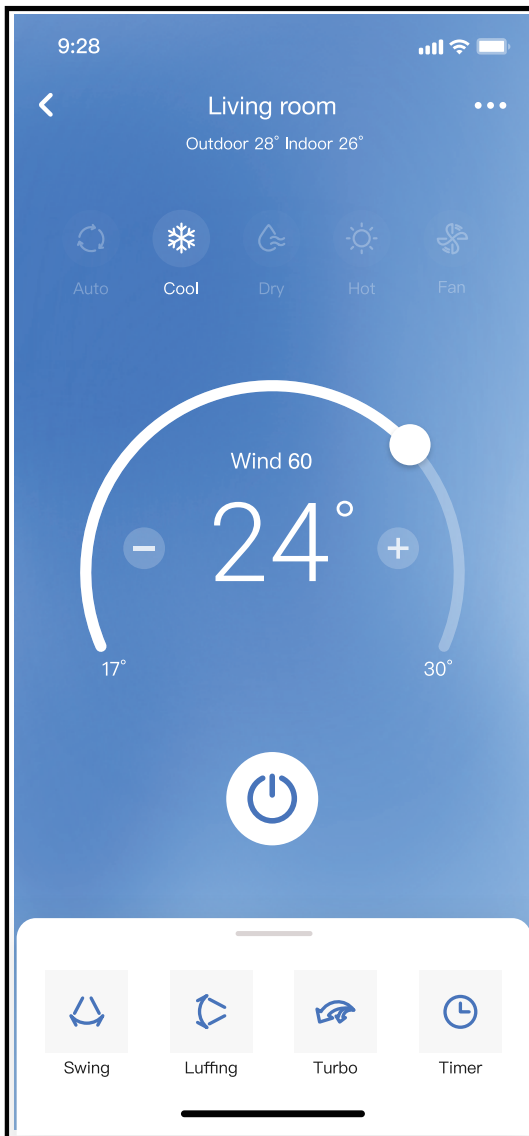 9:28
Living room
Outdoor 28° Indoor 26°
Auto Cool Dry Hot Fan
Wind 60
24°
17° 30°
Swing Luffing Turbo Timer